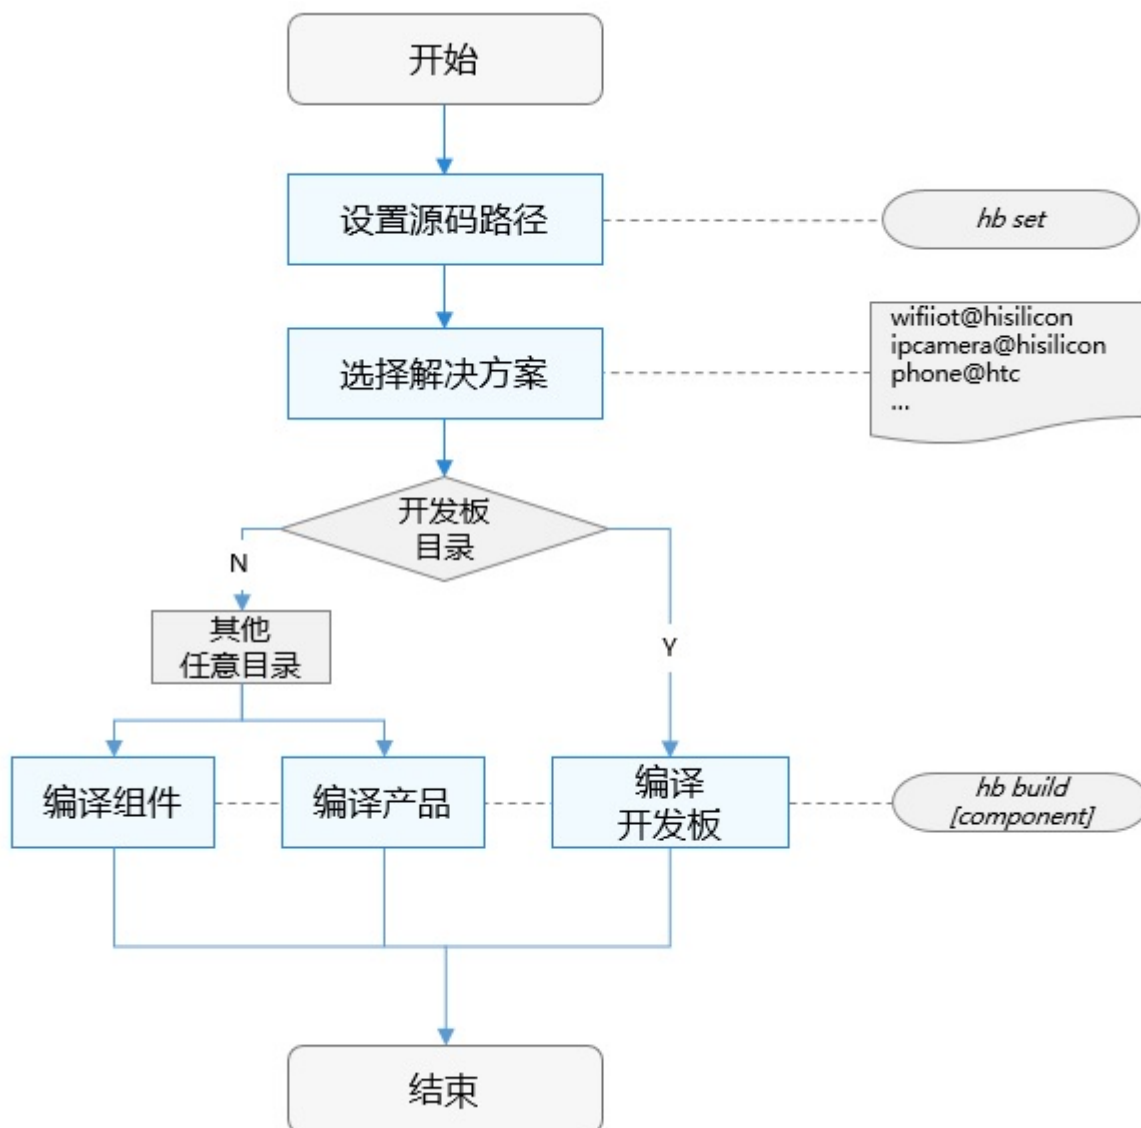 开始
设置源码路径
hb set
选择解决方案
wifiiot@hisilicon
ipcamera@hisilicon
phone@htc
...
开发板
目录
N
Y
其他
任意目录
编译组件
编译产品
编译
开发板
hb build
[component]
结束